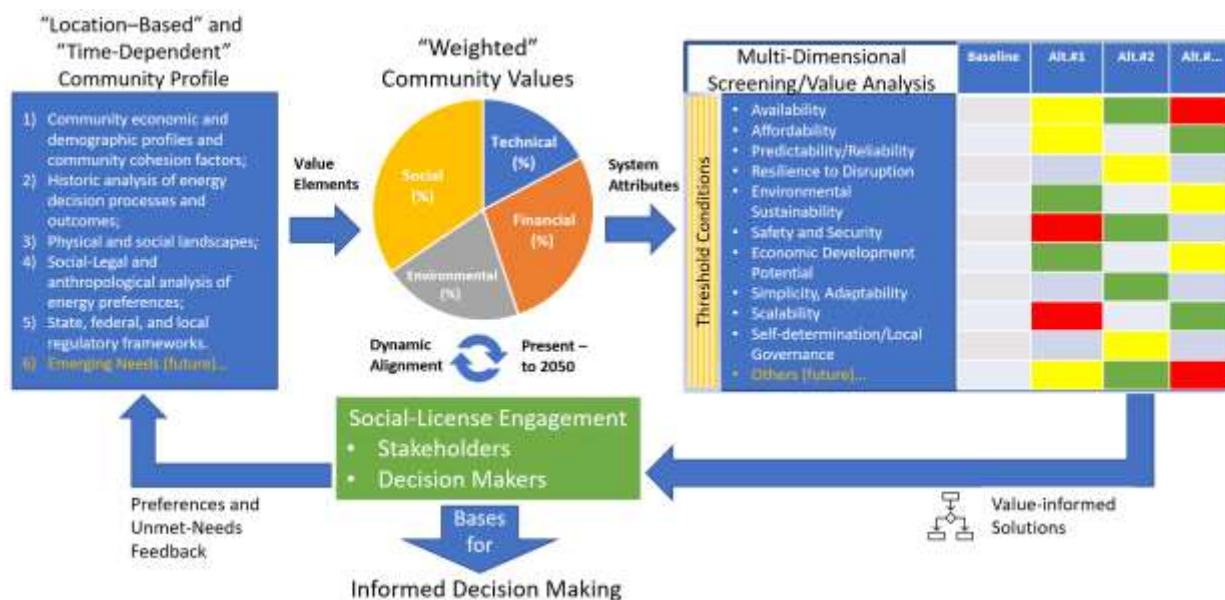 “Location–Based” and
“Time-Dependent”
Community Profile
1) Community economic and
demographic profiles and
community cohesion factors;
2) Historic analysis of energy
decision processes and
outcomes;
3) Physical and social landscapes;
4) Social-Legal and
anthropological analysis of
energy preferences;
5) State, federal, and local
regulatory frameworks.
6) Emerging Needs (future)...
Value
Elements
“Weighted”
Community Values
Technical
(%)
Social
(%)
Financial
(%)
Environmental
(%)
Dynamic
Alignment
Present –
to 2050
System
Attributes
Multi-Dimensional
Screening/Value Analysis
Baseline
Alt.#1
Alt.#2
Alt.#...
Threshold Conditions
• Availability
• Affordability
• Predictability/Reliability
• Resilience to Disruption
• Environmental
Sustainability
• Safety and Security
• Economic Development
Potential
• Simplicity, Adaptability
• Scalability
• Self-determination/Local
Governance
• Others (future)...
Social-License Engagement
• Stakeholders
• Decision Makers
Preferences and
Unmet-Needs
Feedback
Value-informed
Solutions
Bases
for
Informed Decision Making